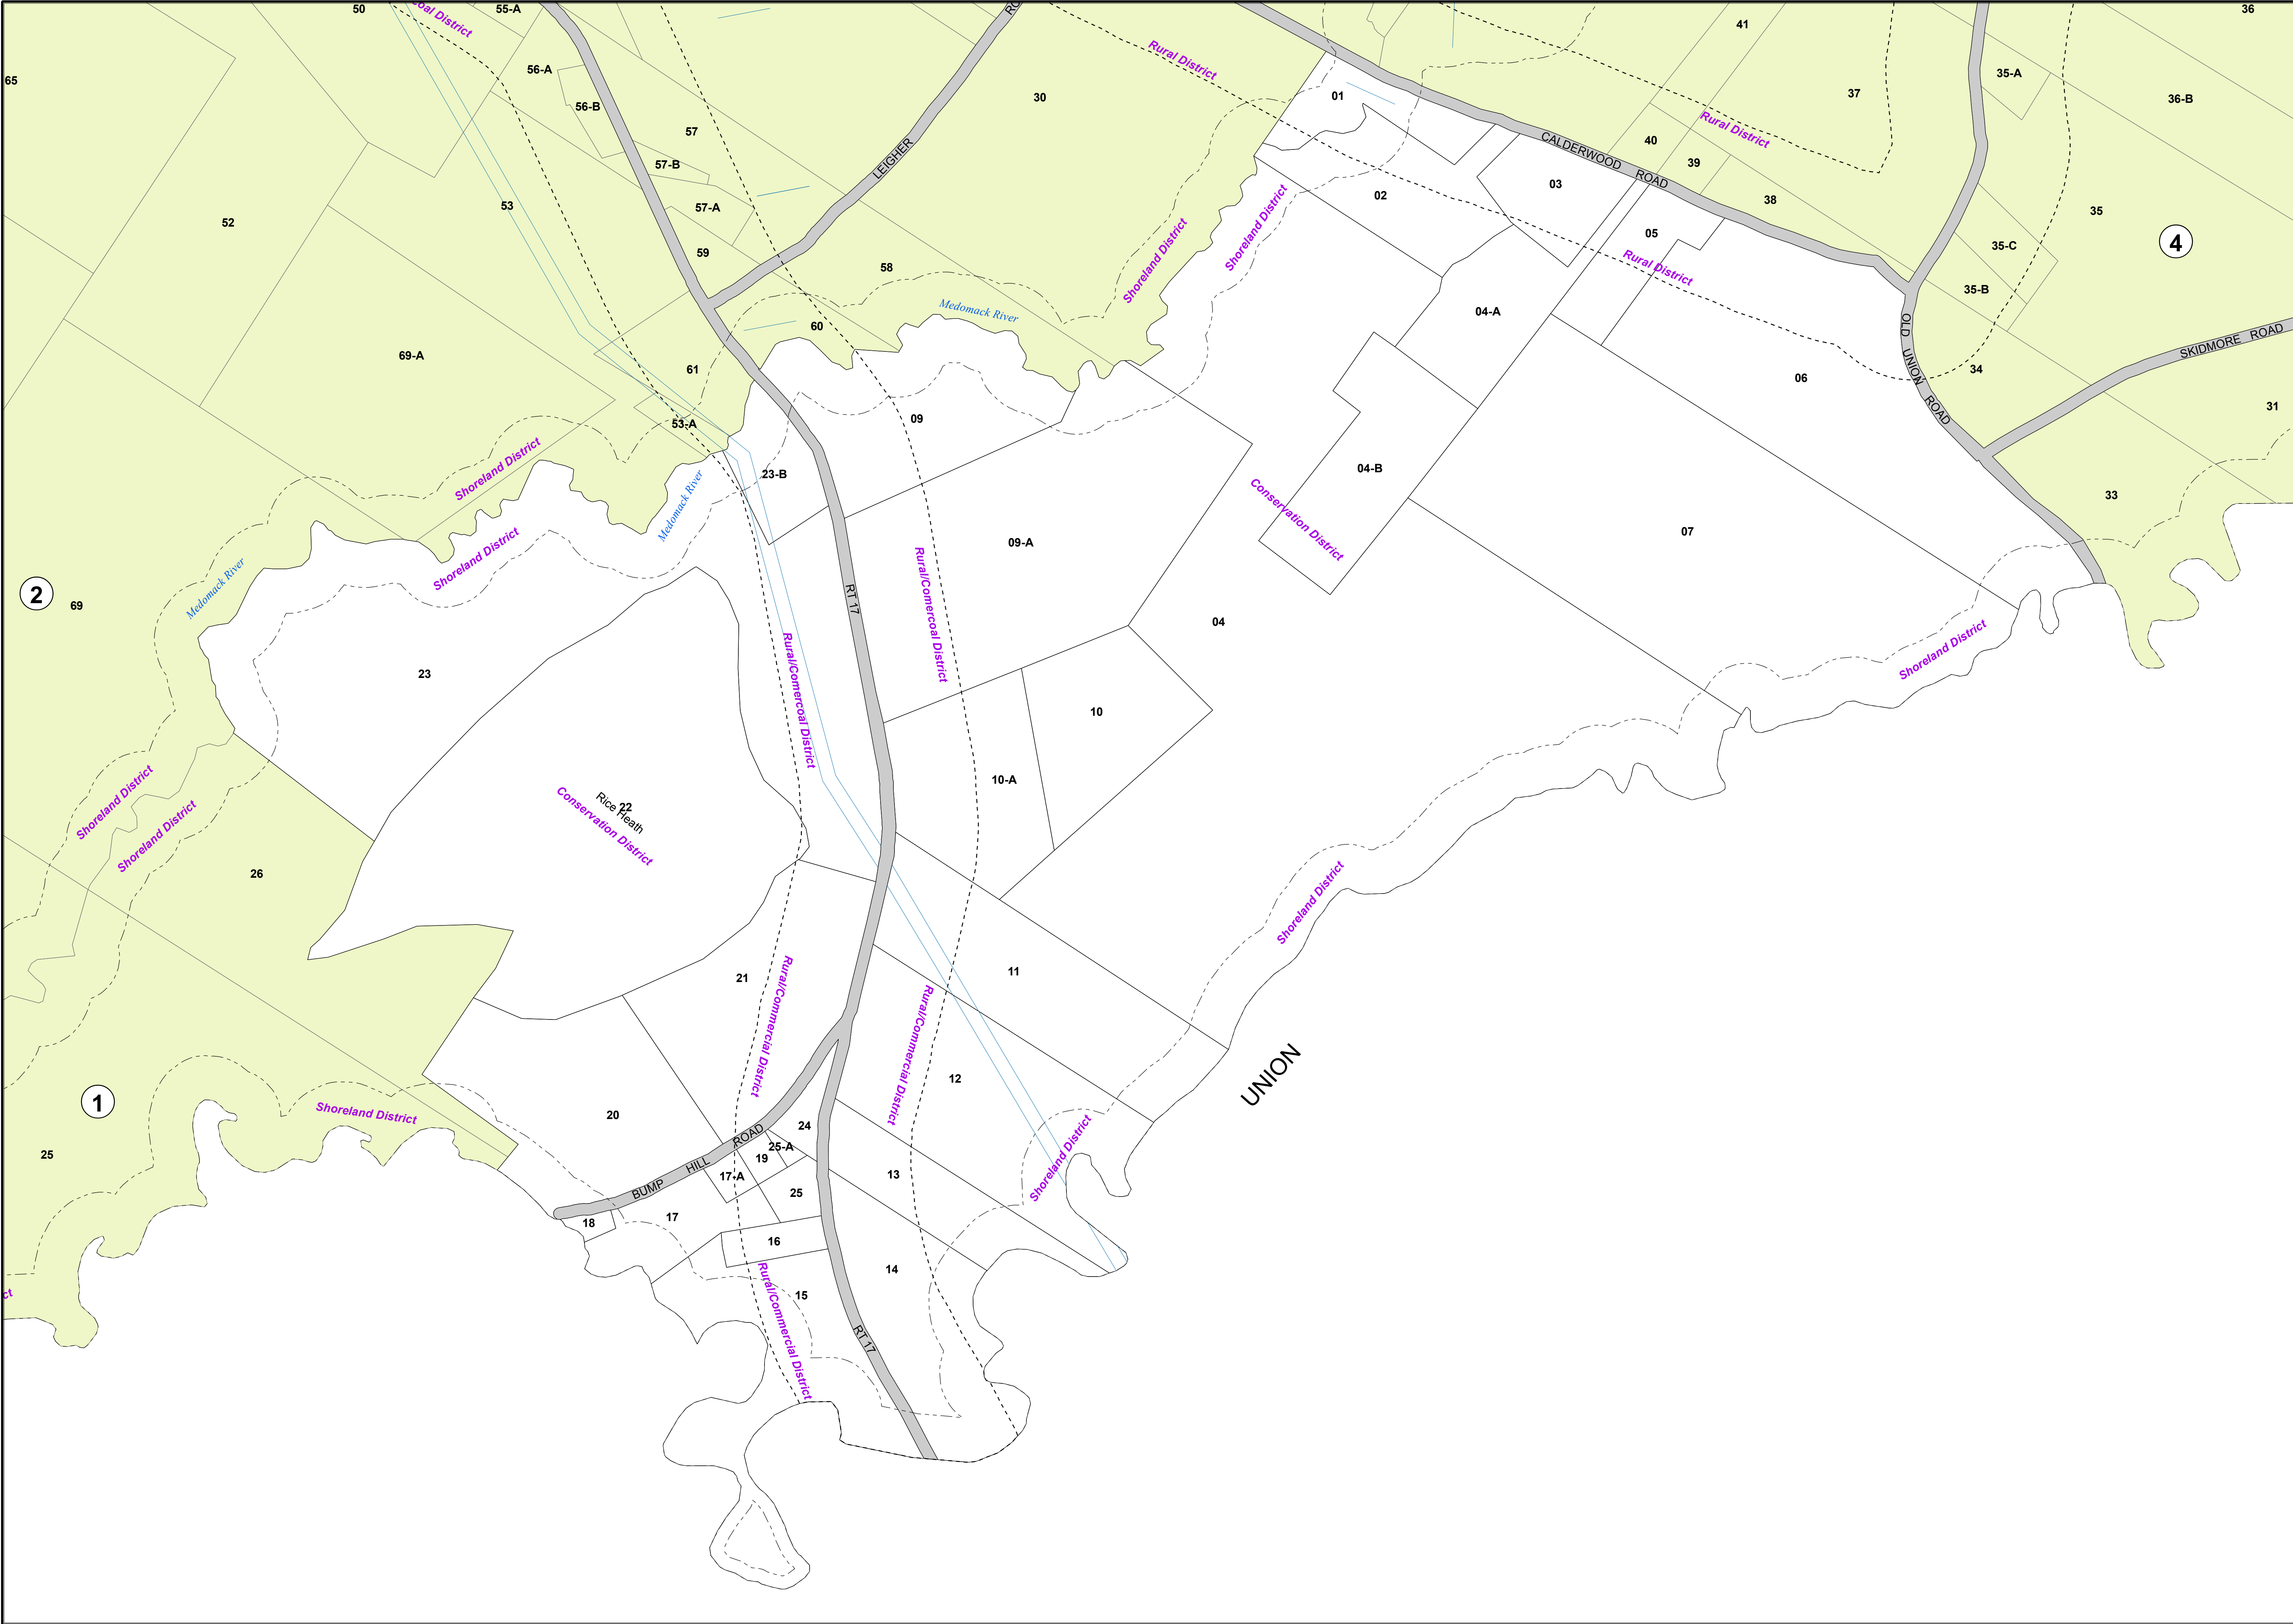 50
55-A
RO
36
coal District
41
Rural District
56-A
35-A
65
30
01
37
36-B
56-B
57
CALDERWOOD
ROAD
40
Rural District
LEIGHER
39
57-B
03
02
38
53
57-A
35
52
05
4
35-C
59
Shoreland District
Shoreland District
Rural District
58
35-B
Medomack River
04-A
60
OLD UNION ROAD
SKIDMORE ROAD
69-A
61
34
06
31
09
53-A
Shoreland District
23-B
04-B
33
Medomack River
Conservation District
07
09-A
Shoreland District
2
69
Medomack River
RT 17
04
Rural/Comercoal District
Rural/Comercoal District
Shoreland District
23
10
10-A
Shoreland District
Shoreland District
22
Rice Heath
Conservation District
26
Shoreland District
11
21
Rural/Commercial District
Rural/Commercial District
UNION
12
1
Shoreland District
20
24
ROAD
25-A
19
25
HILL
17-A
13
Shoreland District
BUMP
25
17
18
16
14
ct
15
Rural/Commercial District
RT 17